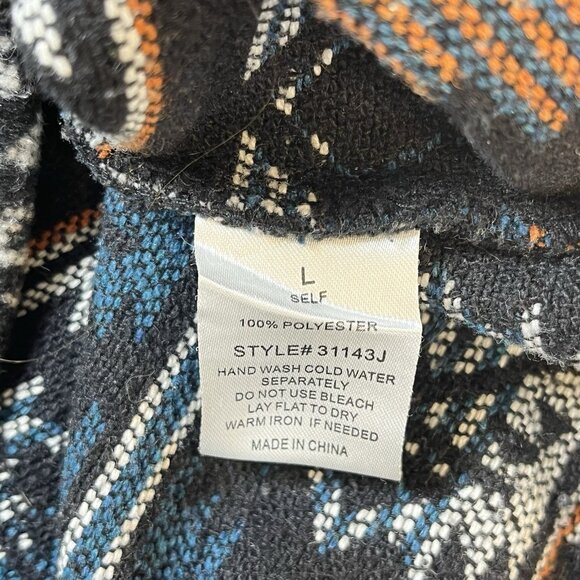 L
SELF
100% POLYESTER
STYLE# 31143J
HAND WASH COLD WATER
SEPARATELY
DO NOT USE BLEACH
LAY FLAT TO DRY
WARM IRON IF NEEDED
MADE IN CHINA